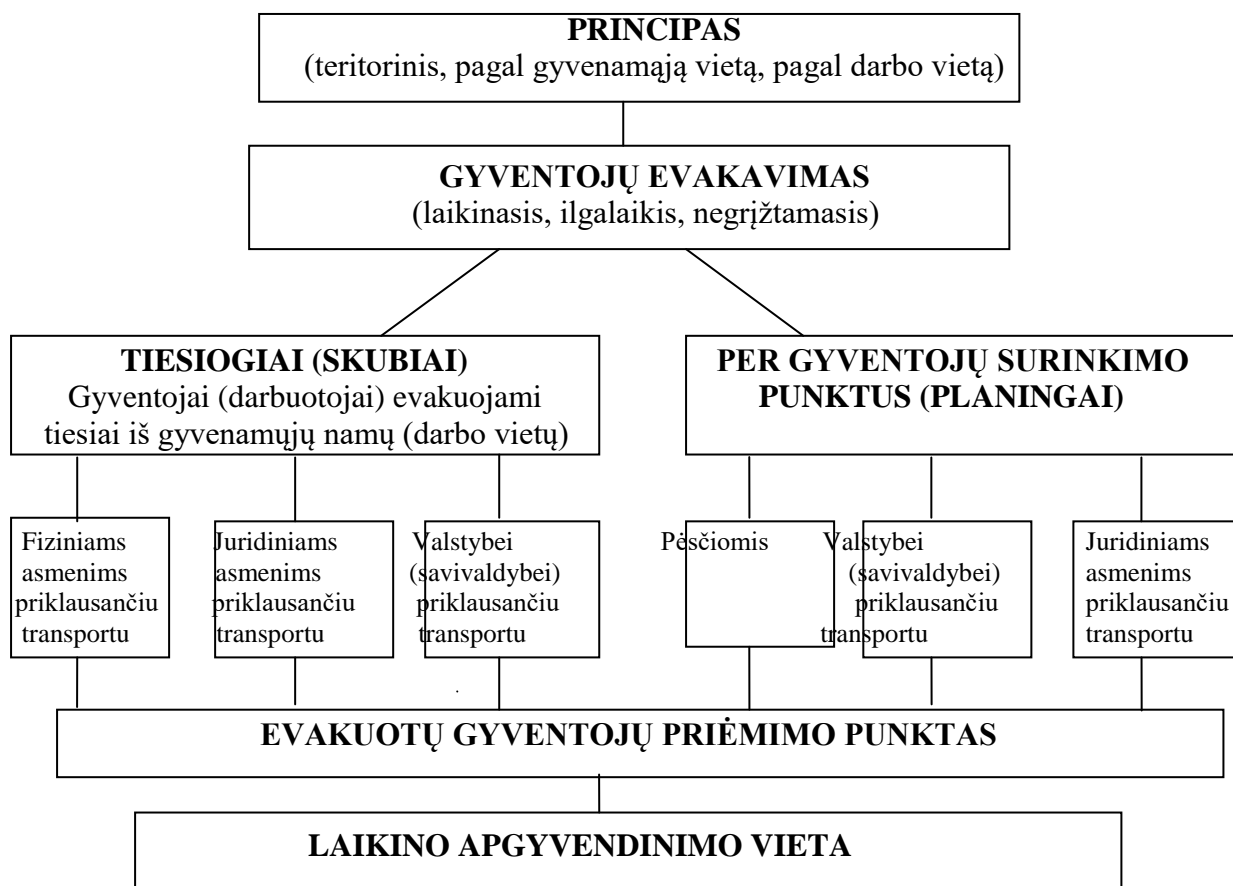 PRINCIPAS
(teritorinis, pagal gyvenamąją vietą, pagal darbo vietą)
GYVENTOJŲ EVAKAVIMAS
(laikinasis, ilgalaikis, negrįžtamasis)
TIESIOGIAI (SKUBIAI)
Gyventojai (darbuotojai) evakuojami
tiesiai iš gyvenamųjų namų (darbo vietų)
PER GYVENTOJŲ SURINKIMO
PUNKTUS (PLANINGAI)
Fiziniams
asmenims
priklausančiu
transportu
Juridiniams
asmenims
priklausančiu
transportu
Valstybei
(savivaldybei)
priklausančiu
transportu
Pėsčiomis
Valstybei
(savivaldybei)
priklausančiu
transportu
Juridiniams
asmenims
priklausančiu
transportu
EVAKUOTŲ GYVENTOJŲ PRIĖMIMO PUNKTAS
LAIKINO APGYVENDINIMO VIETA